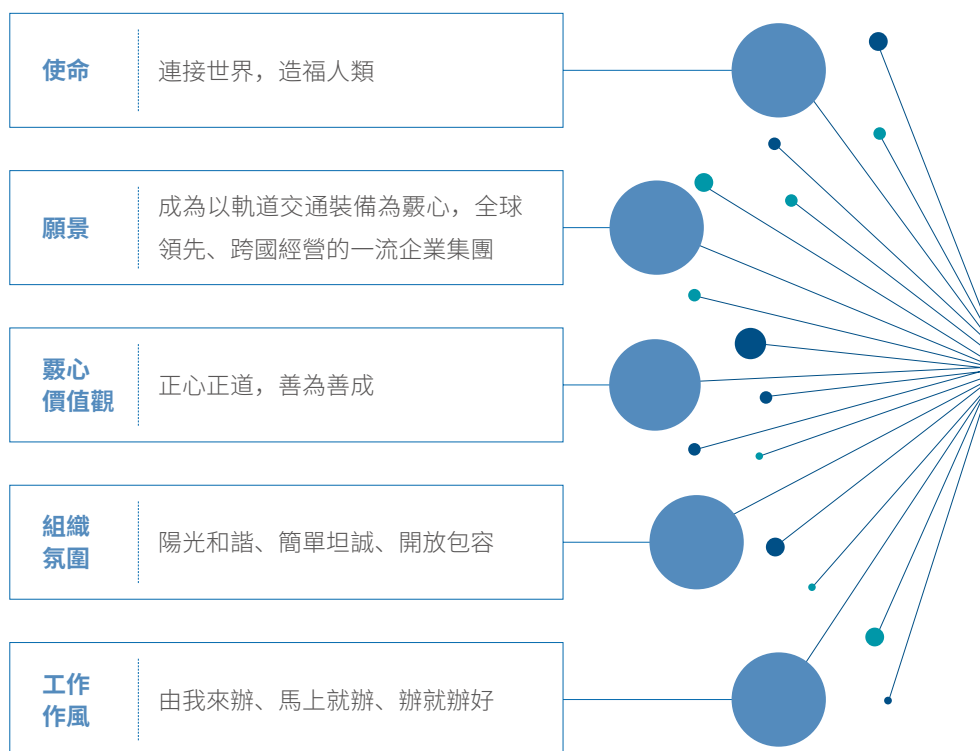 使命
連接世界，造福人類
願景
成為以軌道交通裝備為覈心，全球
領先、跨國經營的一流企業集團
覈心
價值觀
正心正道，善為善成
組織
氛圍
陽光和諧、簡單坦誠、開放包容
工作
作風
由我來辦、馬上就辦、辦就辦好